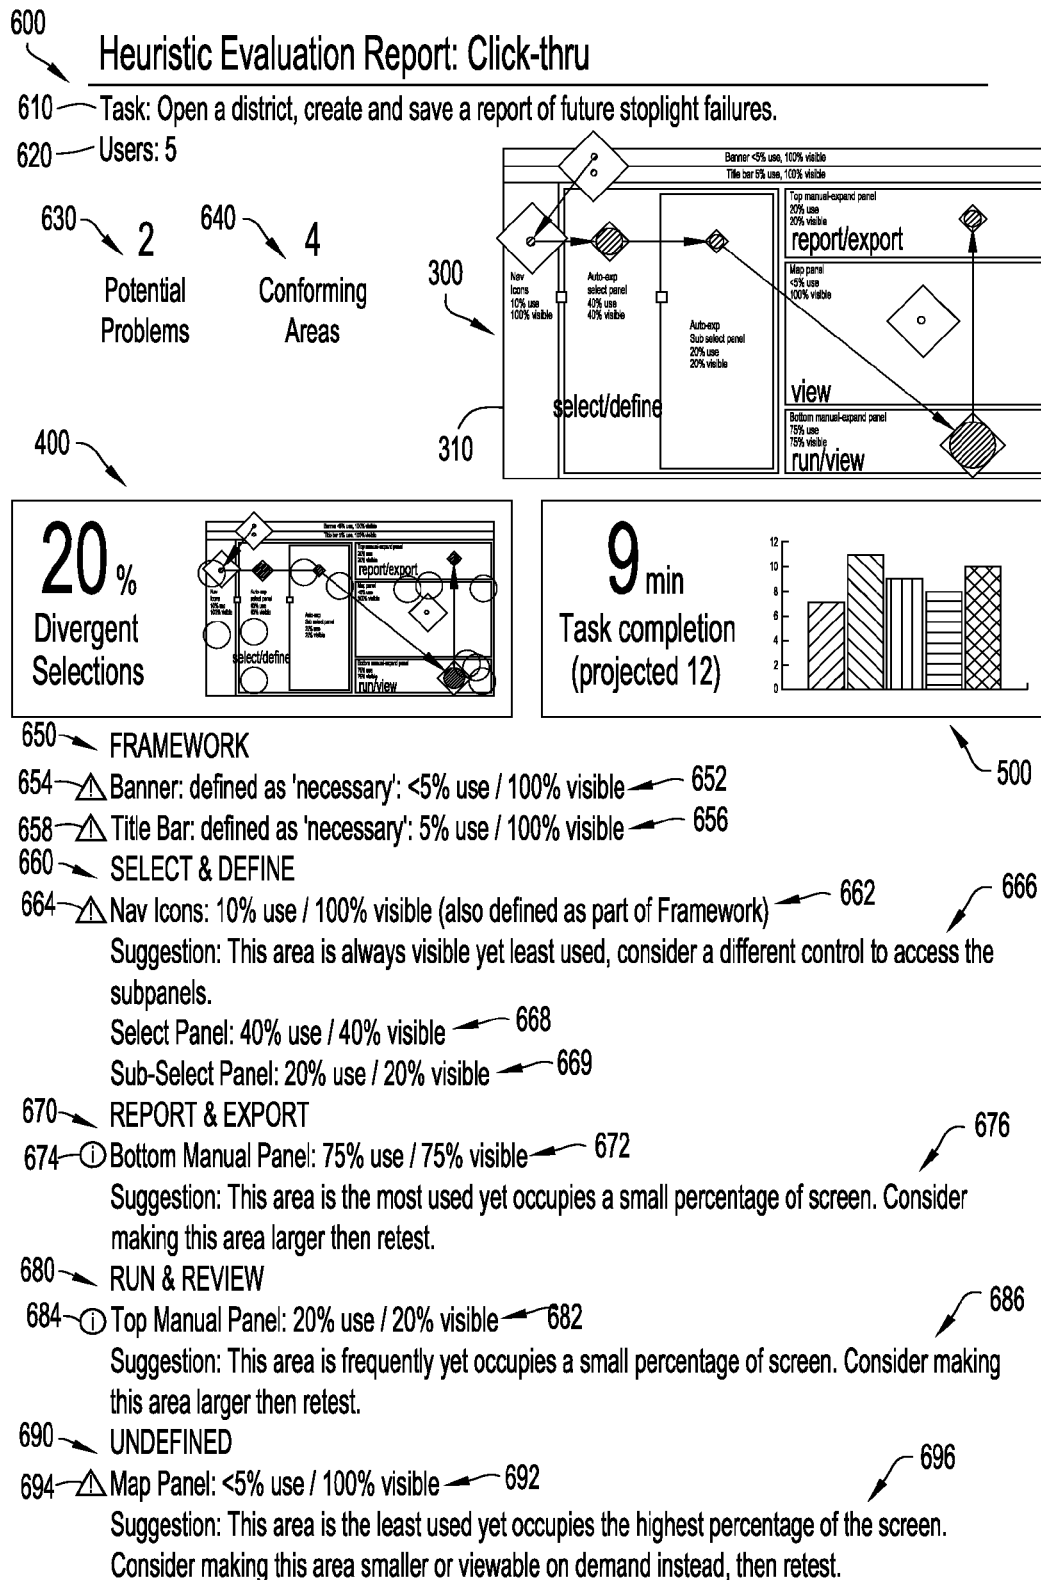 600
Heuristic Evaluation Report: Click-thru
610 Task: Open a district, create and save a report of future stoplight failures.
620 Users: 5
630
2
Potential
Problems
640
4
Conforming
Areas
300
310
Banner <5% use, 100% visible
Title bar 5% use, 100% visible
Nav
Icons
10% use
100% visible
Auto-exp
select panel
40% use
40% visible
Auto-exp
Sub select panel
20% use
20% visible
select/define
Top manual-expand panel
20% use
20% visible
report/export
Map panel
<5% use
100% visible
view
Bottom manual-expand panel
75% use
75% visible
run/view
400
20 %
Divergent
Selections
Nav
Icons
10% use
100% visible
Auto-exp
select panel
select/define
report/export
run/view
9 min
Task completion
(projected 12)
12
10
8
6
4
2
0
500
650 FRAMEWORK
654 Banner: defined as 'necessary': <5% use / 100% visible 652
658 Title Bar: defined as 'necessary': 5% use / 100% visible 656
660 SELECT & DEFINE
664 Nav Icons: 10% use / 100% visible (also defined as part of Framework) 662
666
Suggestion: This area is always visible yet least used, consider a different control to access the
subpanels.
Select Panel: 40% use / 40% visible 668
Sub-Select Panel: 20% use / 20% visible 669
670 REPORT & EXPORT
674 Bottom Manual Panel: 75% use / 75% visible 672
676
Suggestion: This area is the most used yet occupies a small percentage of screen. Consider
making this area larger then retest.
680 RUN & REVIEW
684 Top Manual Panel: 20% use / 20% visible 682
686
Suggestion: This area is frequently yet occupies a small percentage of screen. Consider making
this area larger then retest.
690 UNDEFINED
694 Map Panel: <5% use / 100% visible 692
696
Suggestion: This area is the least used yet occupies the highest percentage of the screen.
Consider making this area smaller or viewable on demand instead, then retest.